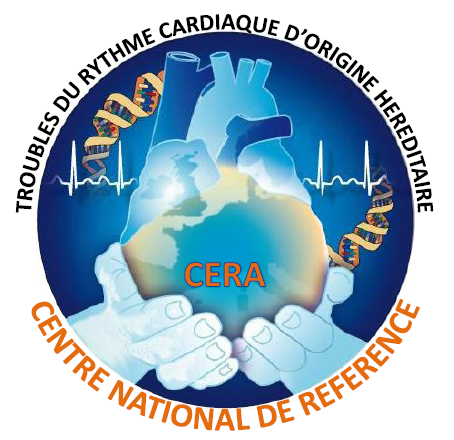 TROUBLES DU RYTHME CARDIAQUE D'ORIGINE HEREDITAIRE
CERA
CENTRE NATIONAL DE REFERENCE